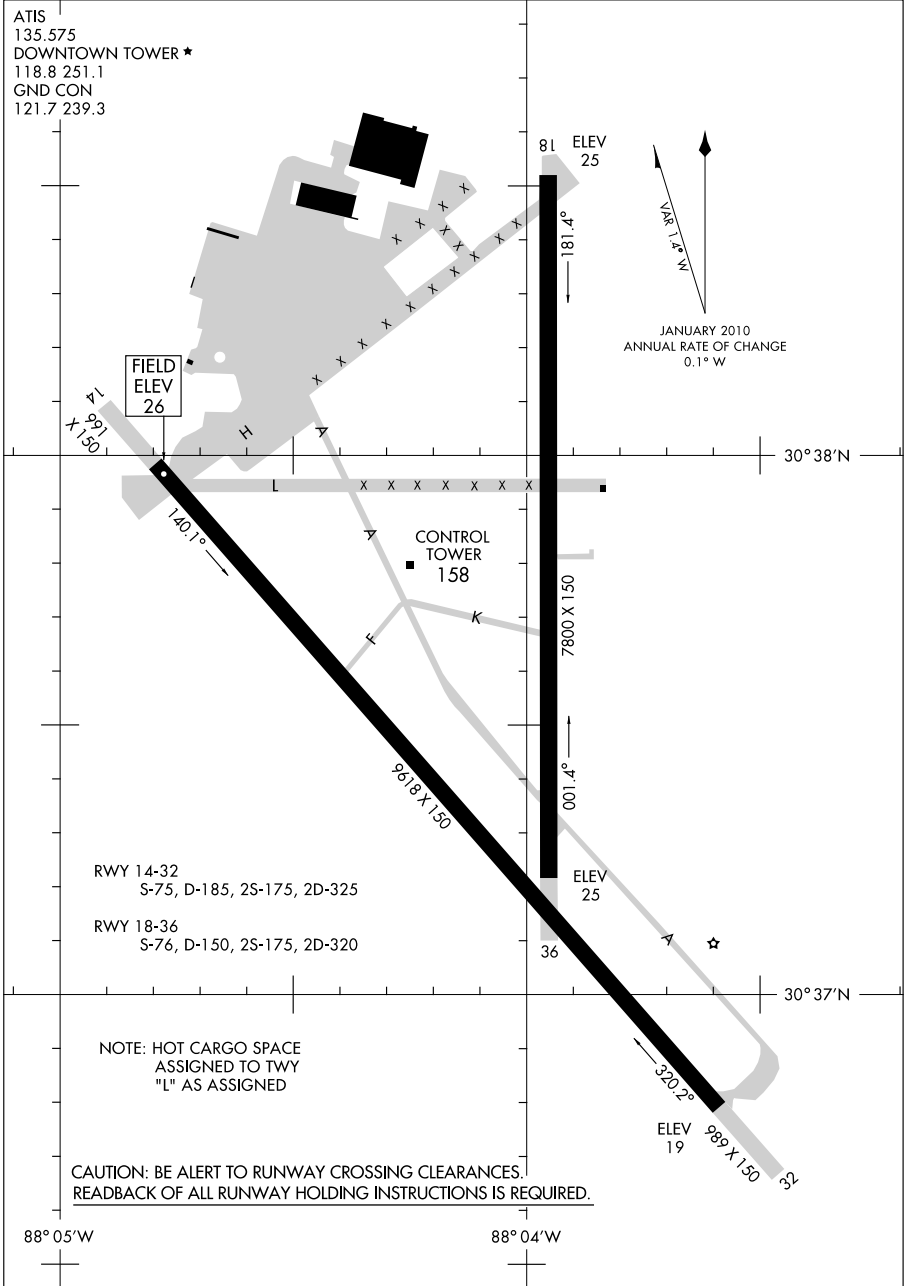 ATIS
135.575
DOWNTOWN TOWER ★
118.8 251.1
GND CON
121.7 239.3
18
ELEV
25
181.4°
VAR 1.4° W
JANUARY 2010
ANNUAL RATE OF CHANGE
0.1° W
FIELD
ELEV
26
14
991
X 150
H
A
30° 38'N
L
X X X X X X X
140.1°
A
CONTROL
TOWER
158
7800 X 150
K
F
9618 X 150
001.4°
RWY 14-32
S-75, D-185, 2S-175, 2D-325
RWY 18-36
S-76, D-150, 2S-175, 2D-320
ELEV
25
36
A
30° 37'N
NOTE: HOT CARGO SPACE
ASSIGNED TO TWY
"L" AS ASSIGNED
320.2°
ELEV
19
989 X 150
32
CAUTION: BE ALERT TO RUNWAY CROSSING CLEARANCES.
READBACK OF ALL RUNWAY HOLDING INSTRUCTIONS IS REQUIRED.
88° 05'W
88° 04'W